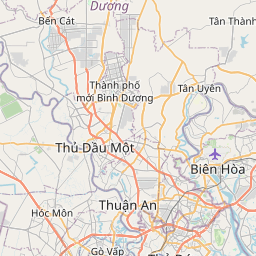 Dương
Bến Cát
Tân Thành
Thành phố
mới Bình Dương
Tân Uyên
Thủ Dầu Một
Biên Hòa
Thuận An
Hóc Môn
Gò Vấp